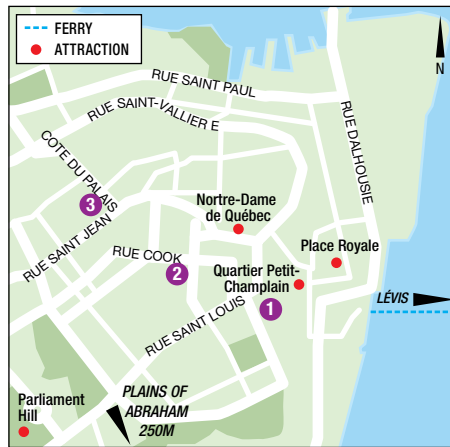 FERRY
ATTRACTION
N
RUE SAINT PAUL
RUE SAINT-VALLIER E
RUE DALHOUSIE
COTE DU PALAIS
3
RUE SAINT JEAN
Nortre-Dame
de Québec
Place Royale
RUE COOK
2
Quartier Petit-
Champlain
1
LÉVIS
RUE SAINT LOUIS
PLAINS OF
ABRAHAM
250M
Parliament
Hill